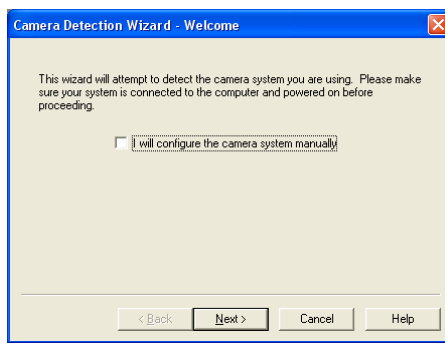 Camera Detection Wizard - Welcome
This wizard will attempt to detect the camera system you are using. Please make
sure your system is connected to the computer and powered on before
proceeding.
I will configure the camera system manually
< Back Next > Cancel Help